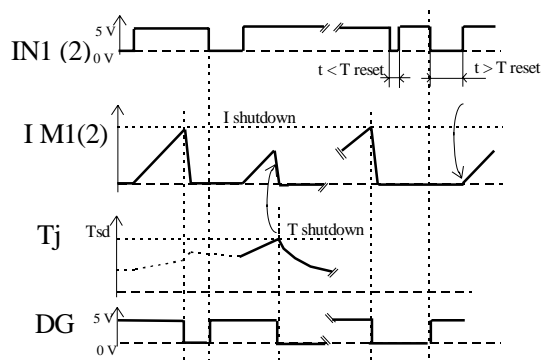 5 V
IN1 (2)
0 V
t < T reset
t > T reset
I shutdown
I M1(2)
Tj
Tsd
T shutdown
DG
5 V
0 V